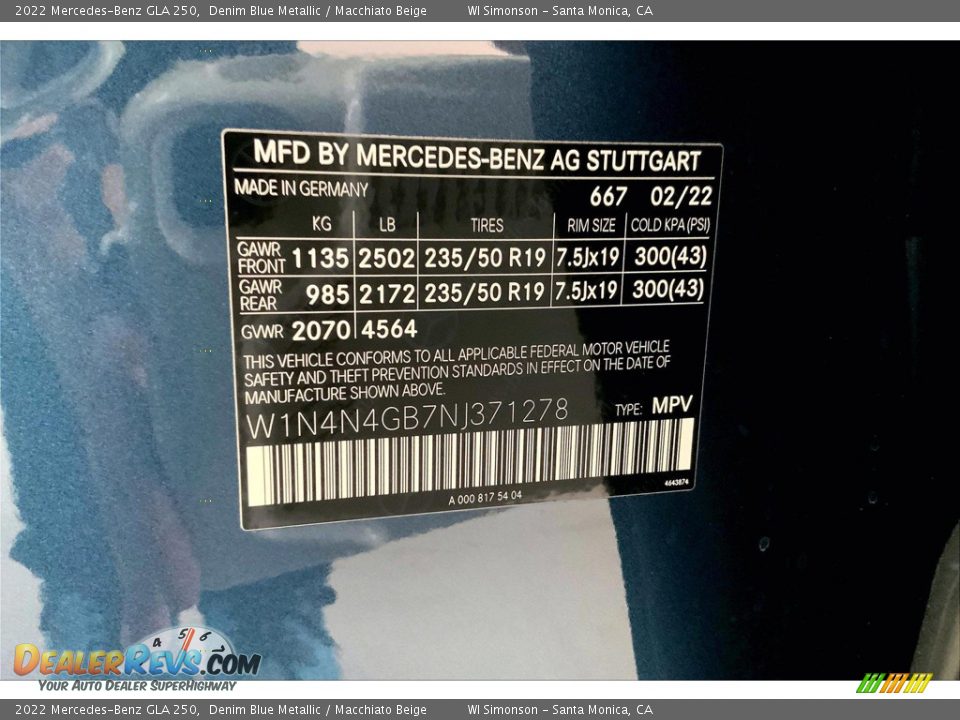 2022 Mercedes-Benz GLA 250, Denim Blue Metallic / Macchiato Beige WI Simonson - Santa Monica, CA
MFD BY MERCEDES-BENZ AG STUTTGART
MADE IN GERMANY 667 02/22
KG LB TIRES RIM SIZE COLD KPA(PSI)
GAWR FRONT 1135 2502 235/50 R19 7.5Jx19 300(43)
GAWR REAR 985 2172 235/50 R19 7.5Jx19 300(43)
GVWR 2070 4564
THIS VEHICLE CONFORMS TO ALL APPLICABLE FEDERAL MOTOR VEHICLE
SAFETY AND THEFT PREVENTION STANDARDS IN EFFECT ON THE DATE OF
MANUFACTURE SHOWN ABOVE.
W1N4N4GB7NJ371278 TYPE: MPV
A 000 817 54 04 4643874
4 5 6
DEALERREVS.COM
YOUR AUTO DEALER SUPERHIGHWAY
2022 Mercedes-Benz GLA 250, Denim Blue Metallic / Macchiato Beige WI Simonson - Santa Monica, CA